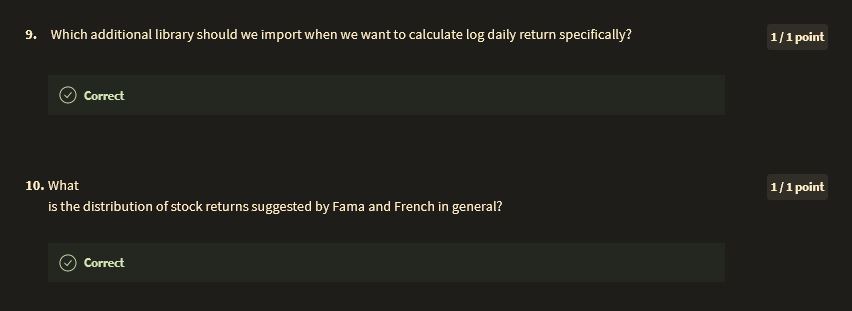 9. Which additional library should we import when we want to calculate log daily return specifically?
1 / 1 point
Correct
10. What
1 / 1 point
is the distribution of stock returns suggested by Fama and French in general?
Correct